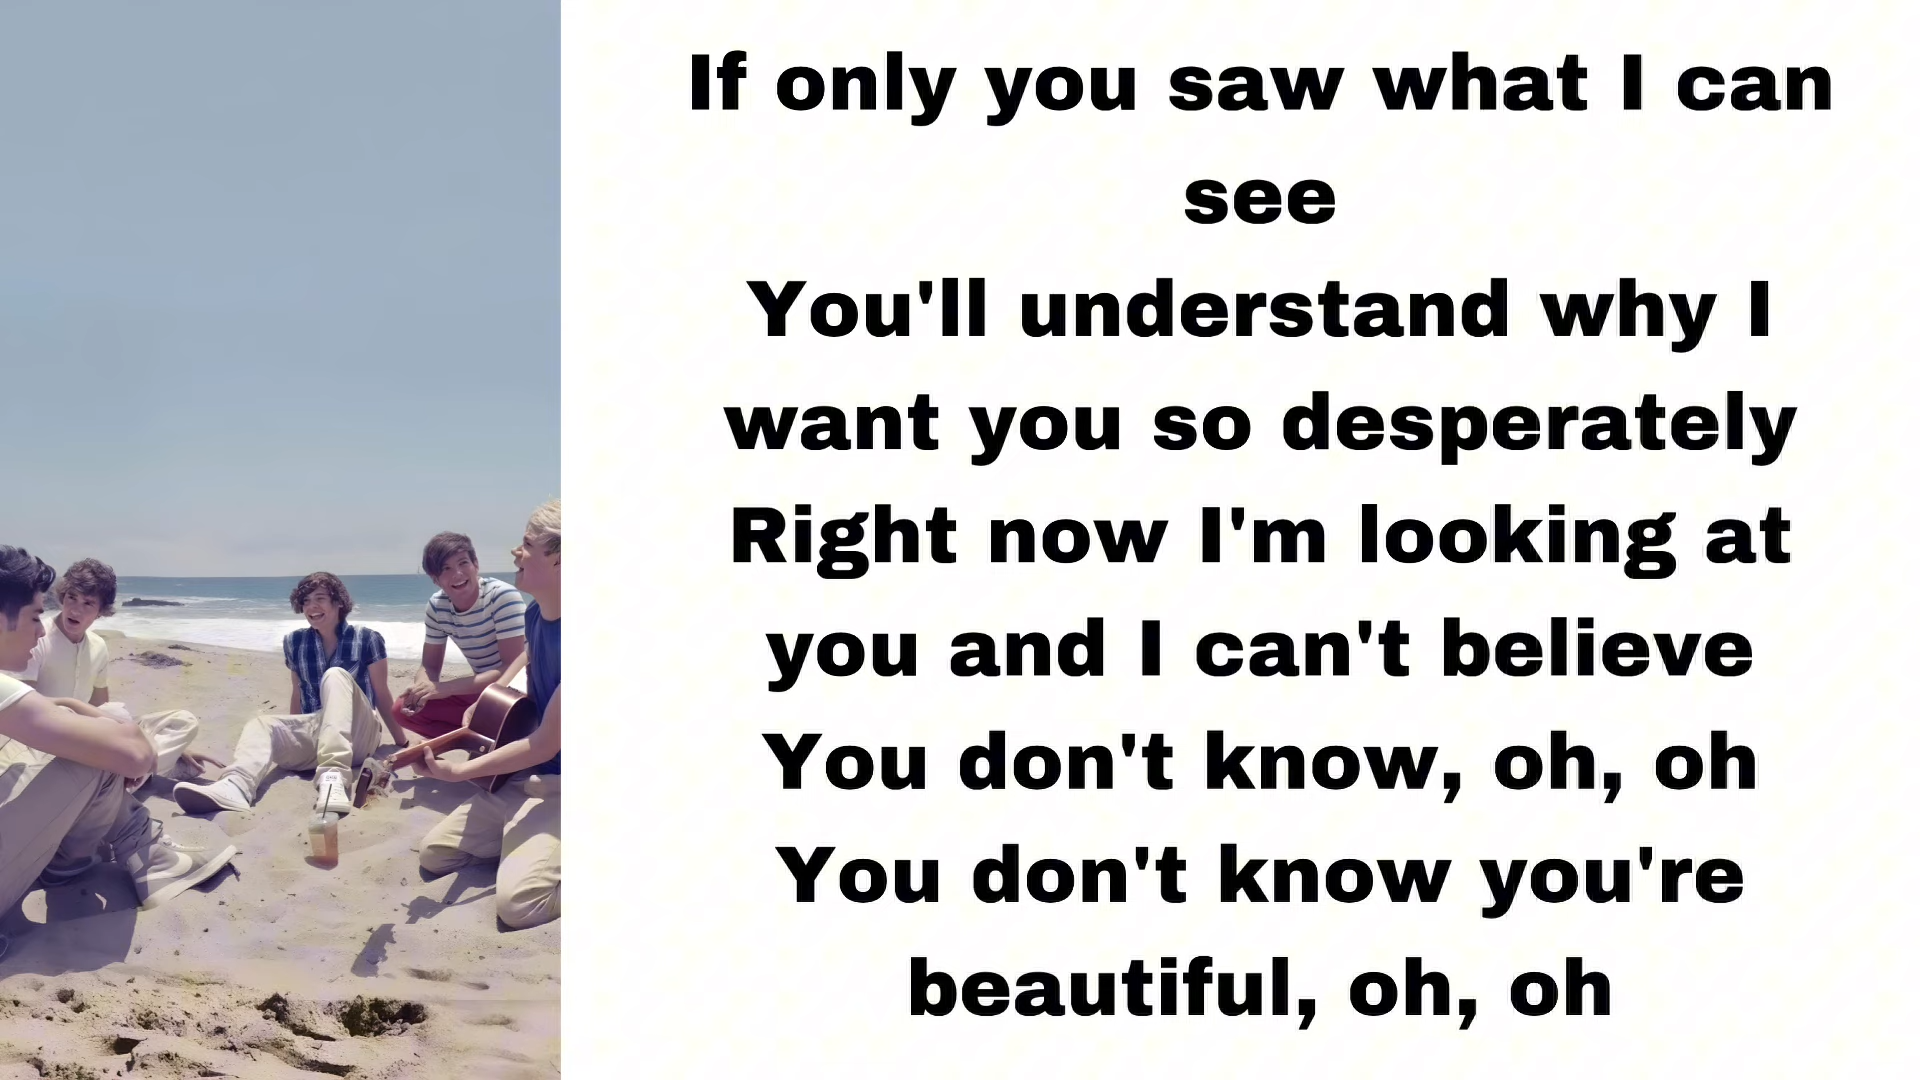 If only you saw what I can
see
You'll understand why I
want you so desperately
Right now I'm looking at
you and I can't believe
You don't know, oh, oh
You don't know you're
beautiful, oh, oh